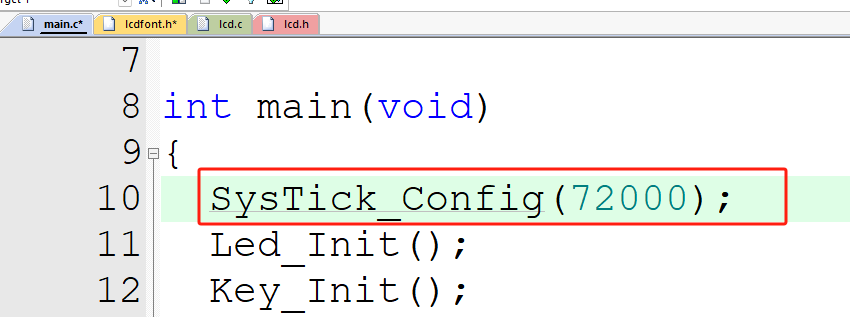 main.c*
lcdfont.h*
lcd.c
lcd.h
7
8 int main(void)
9 {
10 SysTick_Config(72000);
11 Led_Init();
12 Key_Init();